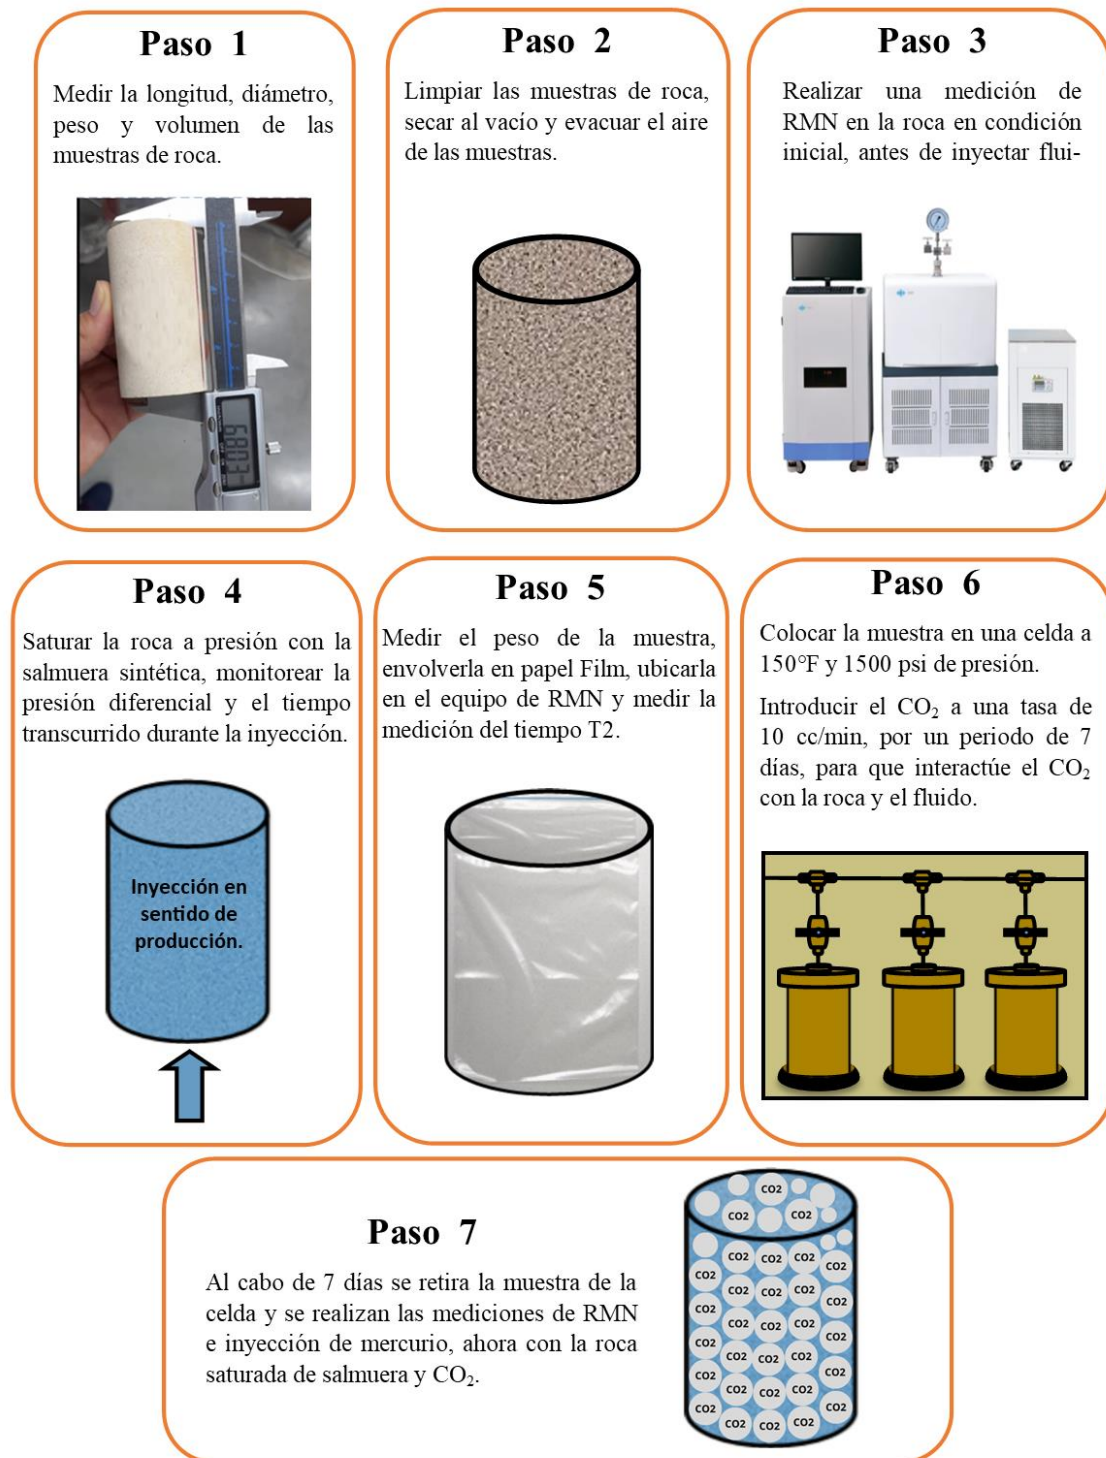 Paso 1
Medir la longitud, diámetro,
peso y volumen de las
muestras de roca.
Paso 2
Limpiar las muestras de roca,
secar al vacío y evacuar el aire
de las muestras.
Paso 3
Realizar una medición de
RMN en la roca en condición
inicial, antes de inyectar flui-
Paso 4
Saturar la roca a presión con la
salmuera sintética, monitorear la
presión diferencial y el tiempo
transcurrido durante la inyección.
Inyección en
sentido de
producción.
Paso 5
Medir el peso de la muestra,
envolverla en papel Film, ubicarla
en el equipo de RMN y medir la
medición del tiempo T2.
Paso 6
Colocar la muestra en una celda a
150°F y 1500 psi de presión.
Introducir el CO₂ a una tasa de
10 cc/min, por un periodo de 7
días, para que interactúe el CO₂
con la roca y el fluido.
Paso 7
Al cabo de 7 días se retira la muestra de la
celda y se realizan las mediciones de RMN
e inyección de mercurio, ahora con la roca
saturada de salmuera y CO₂.
CO2
CO2 CO2
CO2 CO2 CO2
CO2
CO2
CO2 CO2 CO2
CO2
CO2
CO2 CO2 CO2
CO2
CO2
CO2 CO2 CO2
CO2
CO2
CO2 CO2 CO2
CO2
CO2
CO2 CO2 CO2